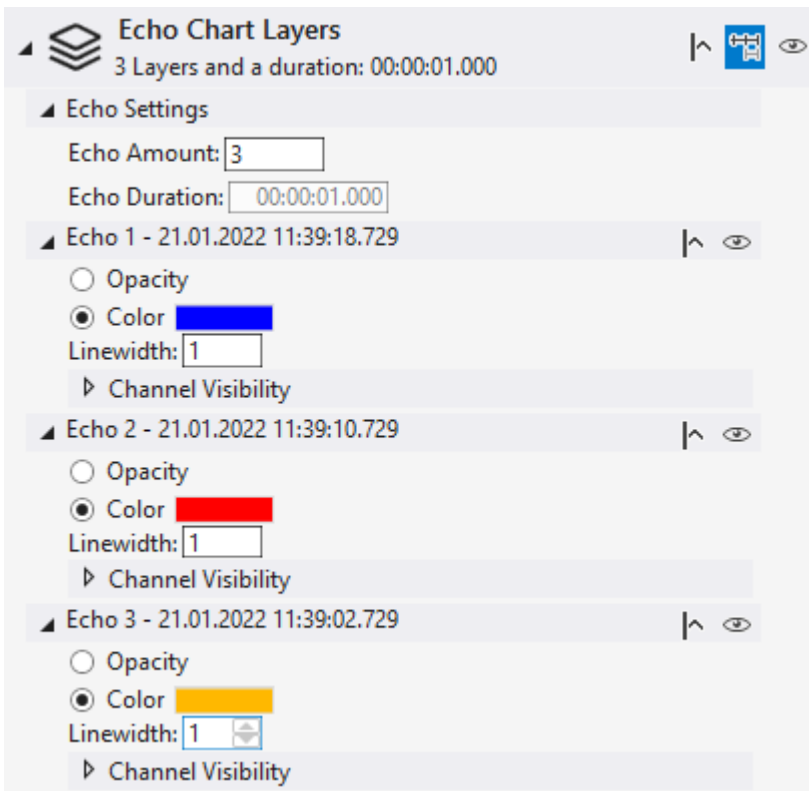 Echo Chart Layers
3 Layers and a duration: 00:00:01.000
Echo Settings
Echo Amount: 3
Echo Duration: 00:00:01.000
Echo 1 - 21.01.2022 11:39:18.729
Opacity
Color
Linewidth: 1
Channel Visibility
Echo 2 - 21.01.2022 11:39:10.729
Opacity
Color
Linewidth: 1
Channel Visibility
Echo 3 - 21.01.2022 11:39:02.729
Opacity
Color
Linewidth: 1
Channel Visibility